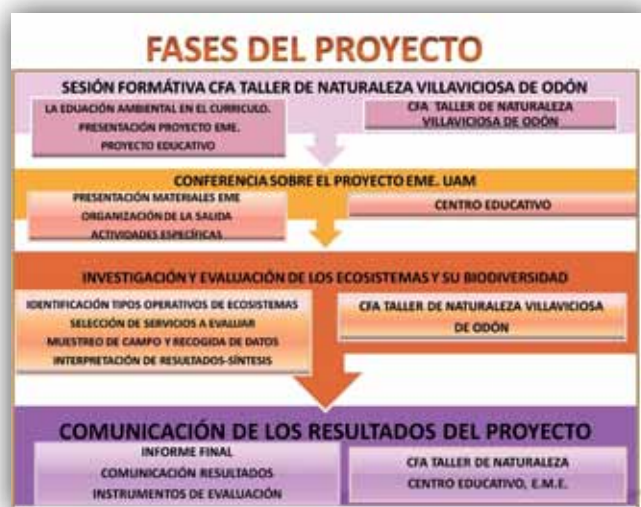 FASES DEL PROYECTO
SESIÓN FORMÁTIVA CFA TALLER DE NATURALEZA VILLAVICIOSA DE ODÓN
LA EDUACIÓN AMBIENTAL EN EL CURRICULO.
PRESENTACIÓN PROYECTO EME.
PROYECTO EDUCATIVO
CFA TALLER DE NATURALEZA
VILLAVICIOSA DE ODÓN
CONFERENCIA SOBRE EL PROYECTO EME. UAM
PRESENTACIÓN MATERIALES EME
ORGANIZACIÓN DE LA SALIDA
ACTIVIDADES ESPECÍFICAS
CENTRO EDUCATIVO
INVESTIGACIÓN Y EVALUACIÓN DE LOS ECOSISTEMAS Y SU BIODIVERSIDAD
IDENTIFICACIÓN TIPOS OPERATIVOS DE ECOSISTEMAS
SELECCIÓN DE SERVICIOS A EVALUAR
MUESTREO DE CAMPO Y RECOGIDA DE DATOS
INTERPRETACIÓN DE RESULTADOS-SÍNTESIS
CFA TALLER DE NATURALEZA VILLAVICIOSA
DE ODÓN
COMUNICACIÓN DE LOS RESULTADOS DEL PROYECTO
INFORME FINAL
COMUNICACIÓN RESULTADOS
INSTRUMENTOS DE EVALUACIÓN
CFA TALLER DE NATURALEZA
CENTRO EDUCATIVO, E.M.E.